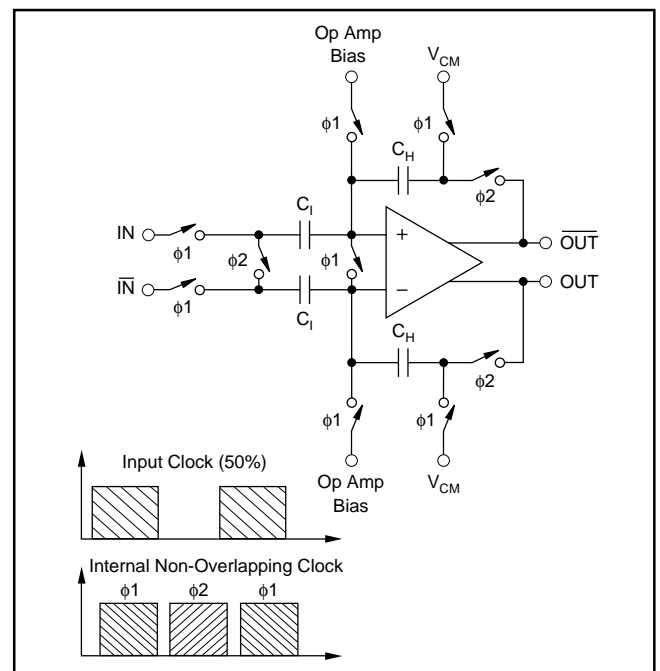 Op Amp
Bias
V_CM
ϕ1
ϕ1
C_H
ϕ2
IN
C_I
+
OUT̅
ϕ1
ϕ2
ϕ1
I̅N̅
−
OUT
ϕ1
C_I
C_H
ϕ2
ϕ1
ϕ1
Op Amp
Bias
V_CM
Input Clock (50%)
Internal Non-Overlapping Clock
ϕ1 ϕ2 ϕ1